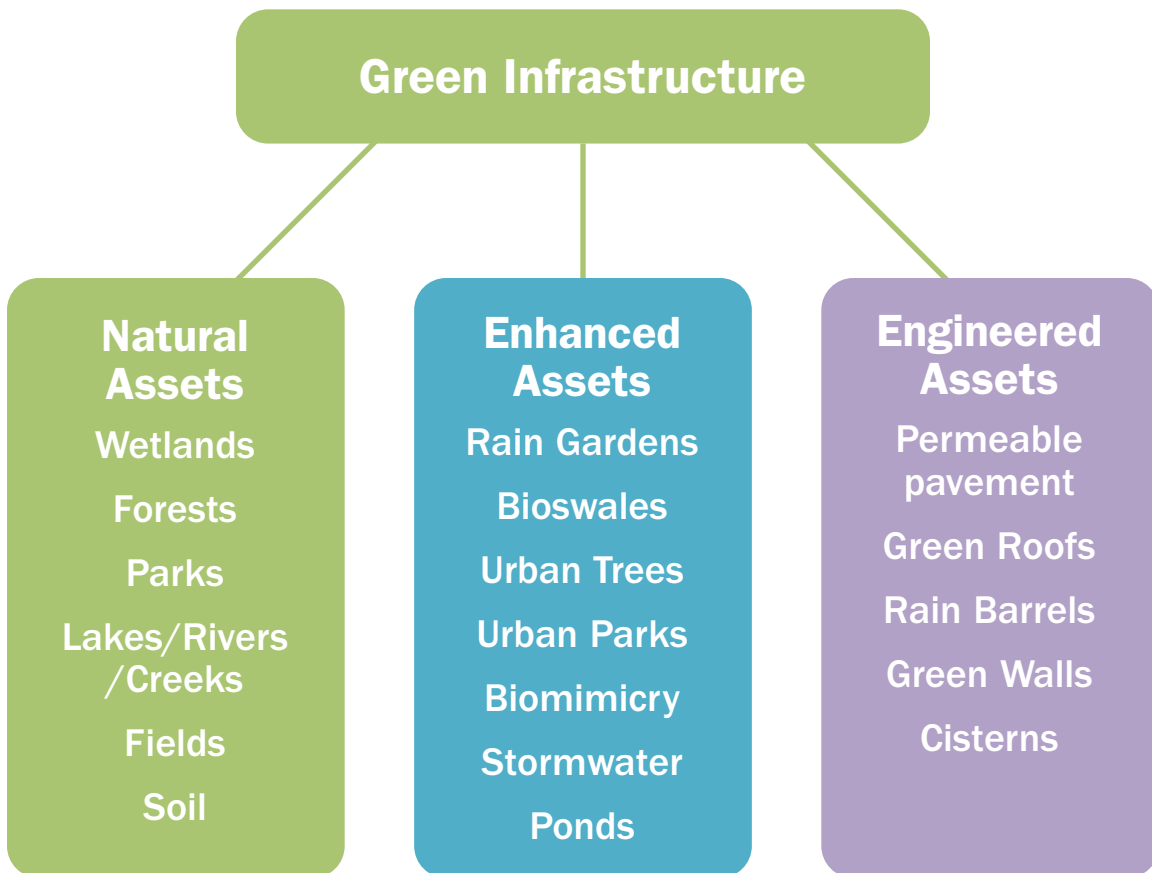 Green Infrastructure
Natural
Assets
Wetlands
Forests
Parks
Lakes/Rivers
/Creeks
Fields
Soil
Enhanced
Assets
Rain Gardens
Bioswales
Urban Trees
Urban Parks
Biomimicry
Stormwater
Ponds
Engineered
Assets
Permeable
pavement
Green Roofs
Rain Barrels
Green Walls
Cisterns